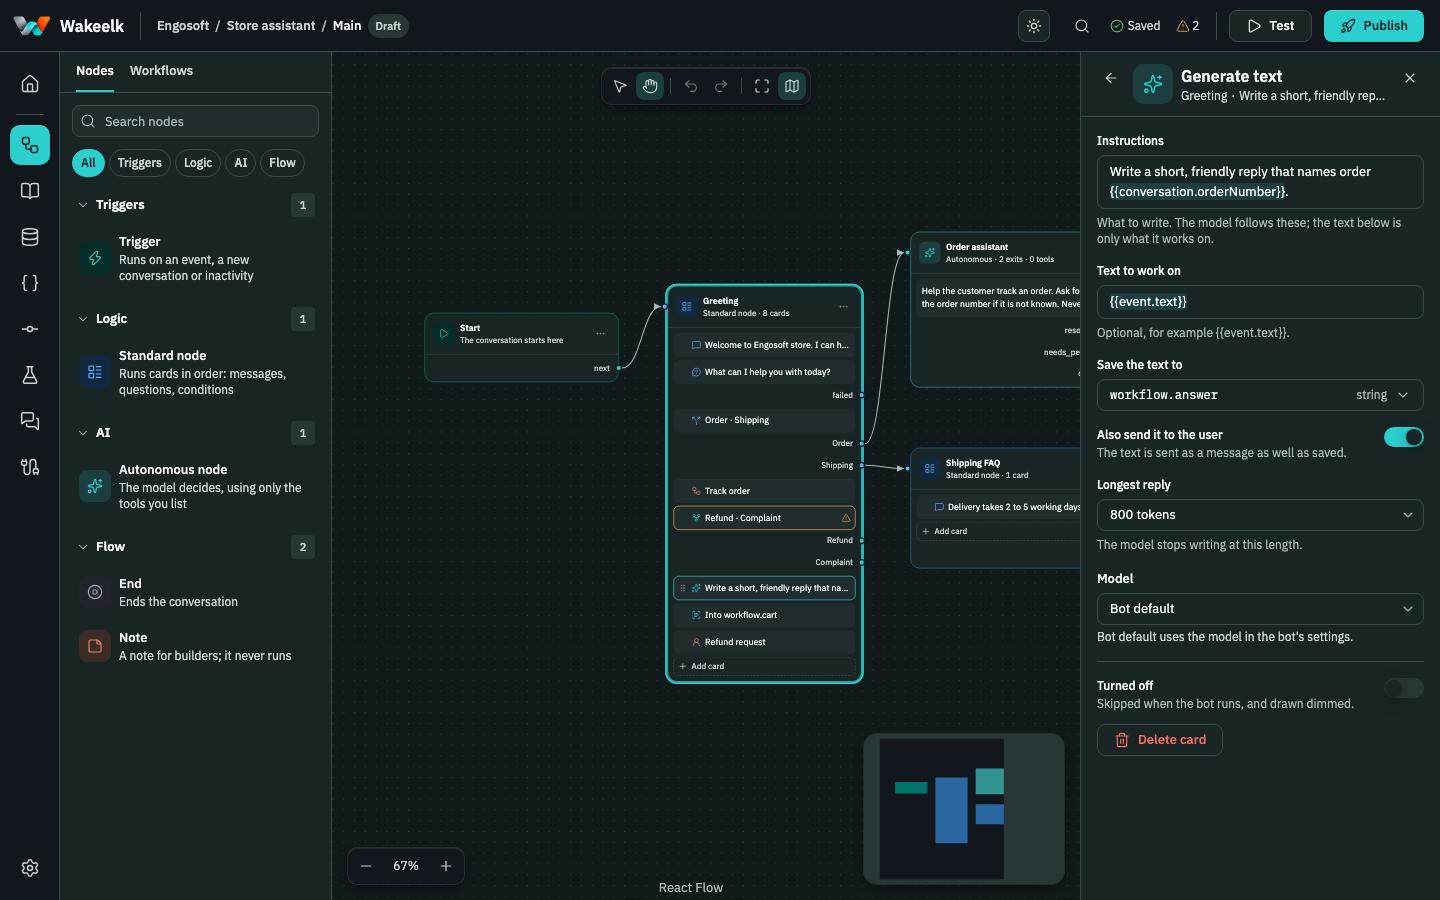 Wakeelk
Engosoft / Store assistant / Main Draft
Saved
2
Test
Publish
Nodes Workflows
Search nodes
All Triggers Logic AI Flow
Triggers 1
Trigger
Runs on an event, a new
conversation or inactivity
Logic 1
Standard node
Runs cards in order: messages,
questions, conditions
AI 1
Autonomous node
The model decides, using only the
tools you list
Flow 2
End
Ends the conversation
Note
A note for builders; it never runs
Start
The conversation starts here
next
Greeting
Standard node · 8 cards
Welcome to Engosoft store. I can h...
What can I help you with today?
failed
Order · Shipping
Order
Shipping
Track order
Refund · Complaint
Refund
Complaint
Write a short, friendly reply that na...
Into workflow.cart
Refund request
+ Add card
Order assistant
Autonomous · 2 exits · 0 tools
Help the customer track an order. Ask fo
the order number if it is not known. Neve
reso
needs_pe
e
Shipping FAQ
Standard node · 1 card
Delivery takes 2 to 5 working days
+ Add card
67%
React Flow
Generate text
Greeting · Write a short, friendly rep...
Instructions
Write a short, friendly reply that names order
{{conversation.orderNumber}}.
What to write. The model follows these; the text below is
only what it works on.
Text to work on
{{event.text}}
Optional, for example {{event.text}}.
Save the text to
workflow.answer string
Also send it to the user
The text is sent as a message as well as saved.
Longest reply
800 tokens
The model stops writing at this length.
Model
Bot default
Bot default uses the model in the bot's settings.
Turned off
Skipped when the bot runs, and drawn dimmed.
Delete card